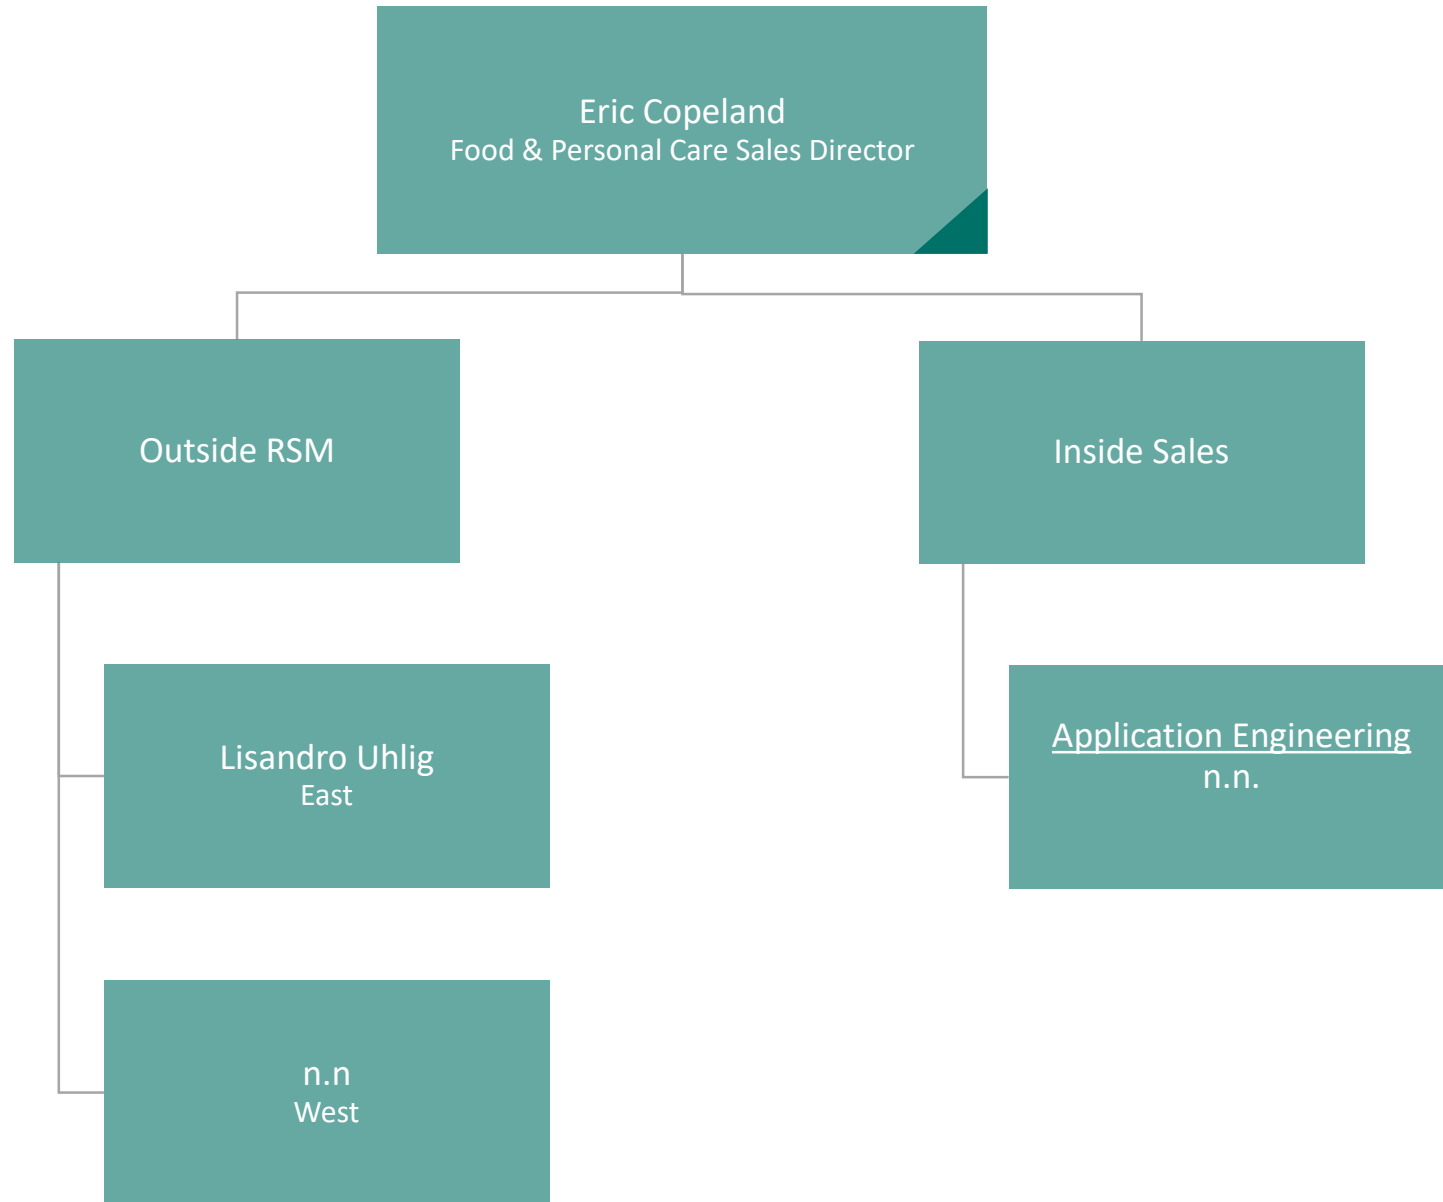 Eric Copeland
Food & Personal Care Sales Director
Outside RSM
Inside Sales
Lisandro Uhlig
East
Application Engineering
n.n.
n.n
West